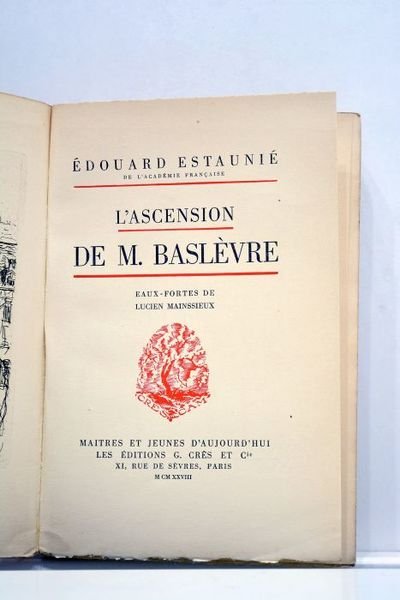 ÉDOUARD ESTAUNIÉ
DE L'ACADÉMIE FRANÇAISE
L'ASCENSION
DE M. BASLÈVRE
EAUX-FORTES DE
LUCIEN MAINSSIEUX
CRESCAM
MAITRES ET JEUNES D'AUJOURD'HUI
LES ÉDITIONS G. CRÈS ET Cie
XI, RUE DE SÈVRES, PARIS
M CM XXVIII